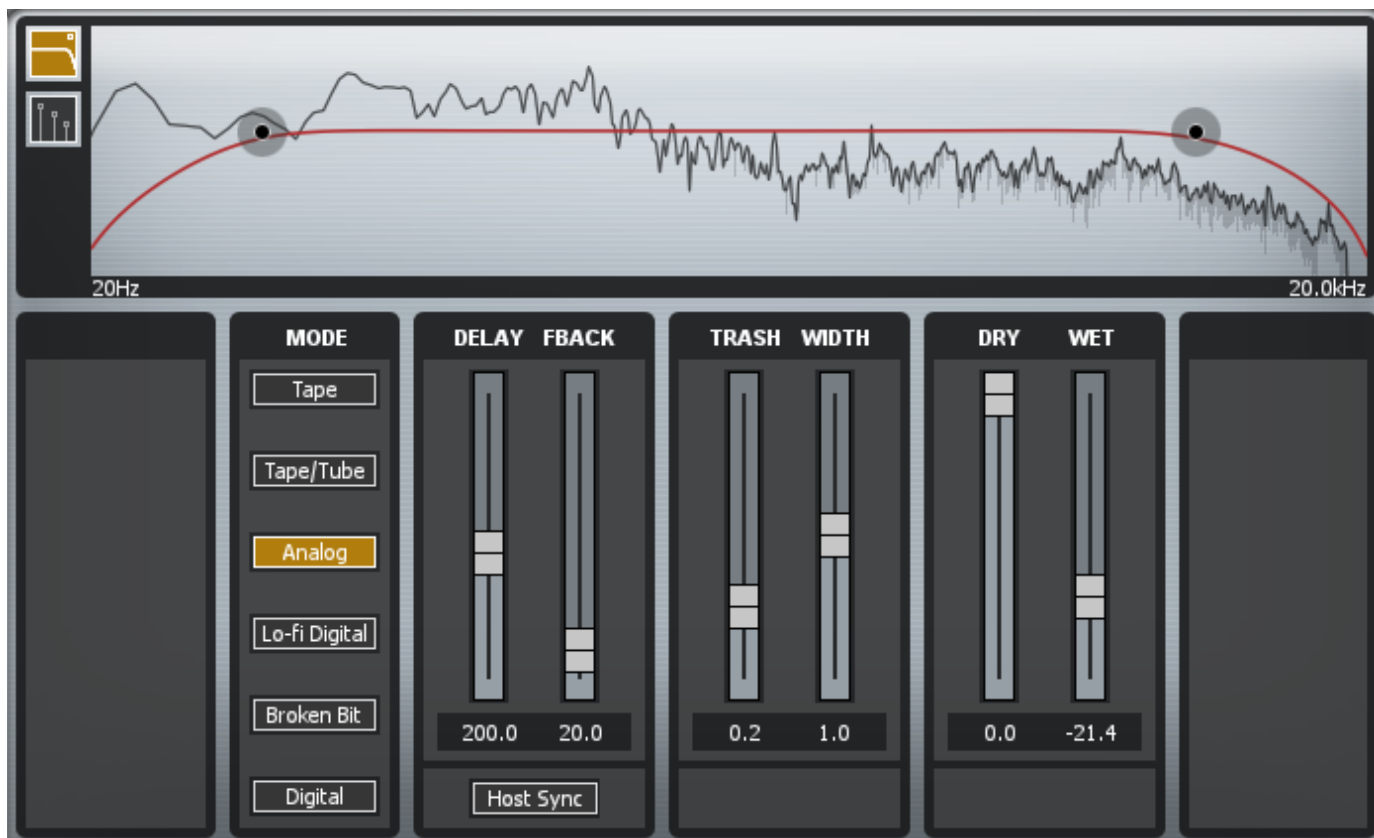 20Hz 20.0kHz
MODE DELAY FBACK TRASH WIDTH DRY WET
Tape
Tape/Tube
Analog
Lo-fi Digital
Broken Bit
200.0 20.0 0.2 1.0 0.0 -21.4
Digital
Host Sync